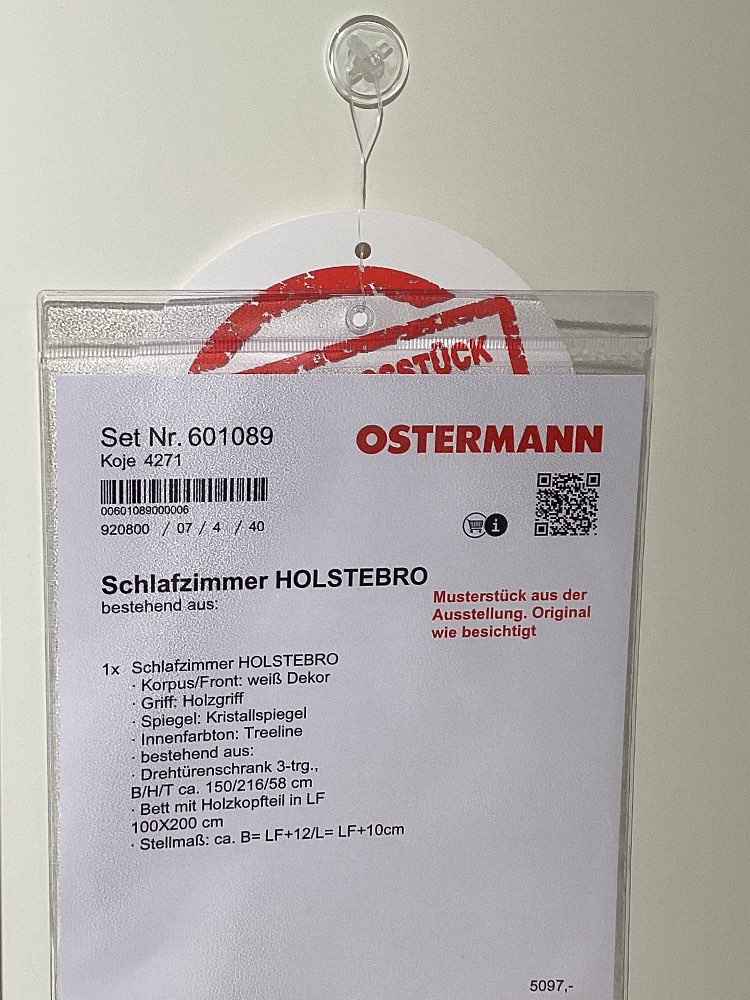 STÜCK
Set Nr. 601089
OSTERMANN
Koje 4271
00601089000006
920800 / 07 / 4 / 40
i
Schlafzimmer HOLSTEBRO
bestehend aus:
Musterstück aus der
Ausstellung. Original
wie besichtigt
1x Schlafzimmer HOLSTEBRO
· Korpus/Front: weiß Dekor
· Griff: Holzgriff
· Spiegel: Kristallspiegel
· Innenfarbton: Treeline
· bestehend aus:
· Drehtürenschrank 3-trg.,
B/H/T ca. 150/216/58 cm
· Bett mit Holzkopfteil in LF
100X200 cm
· Stellmaß: ca. B= LF+12/L= LF+10cm
5097,-